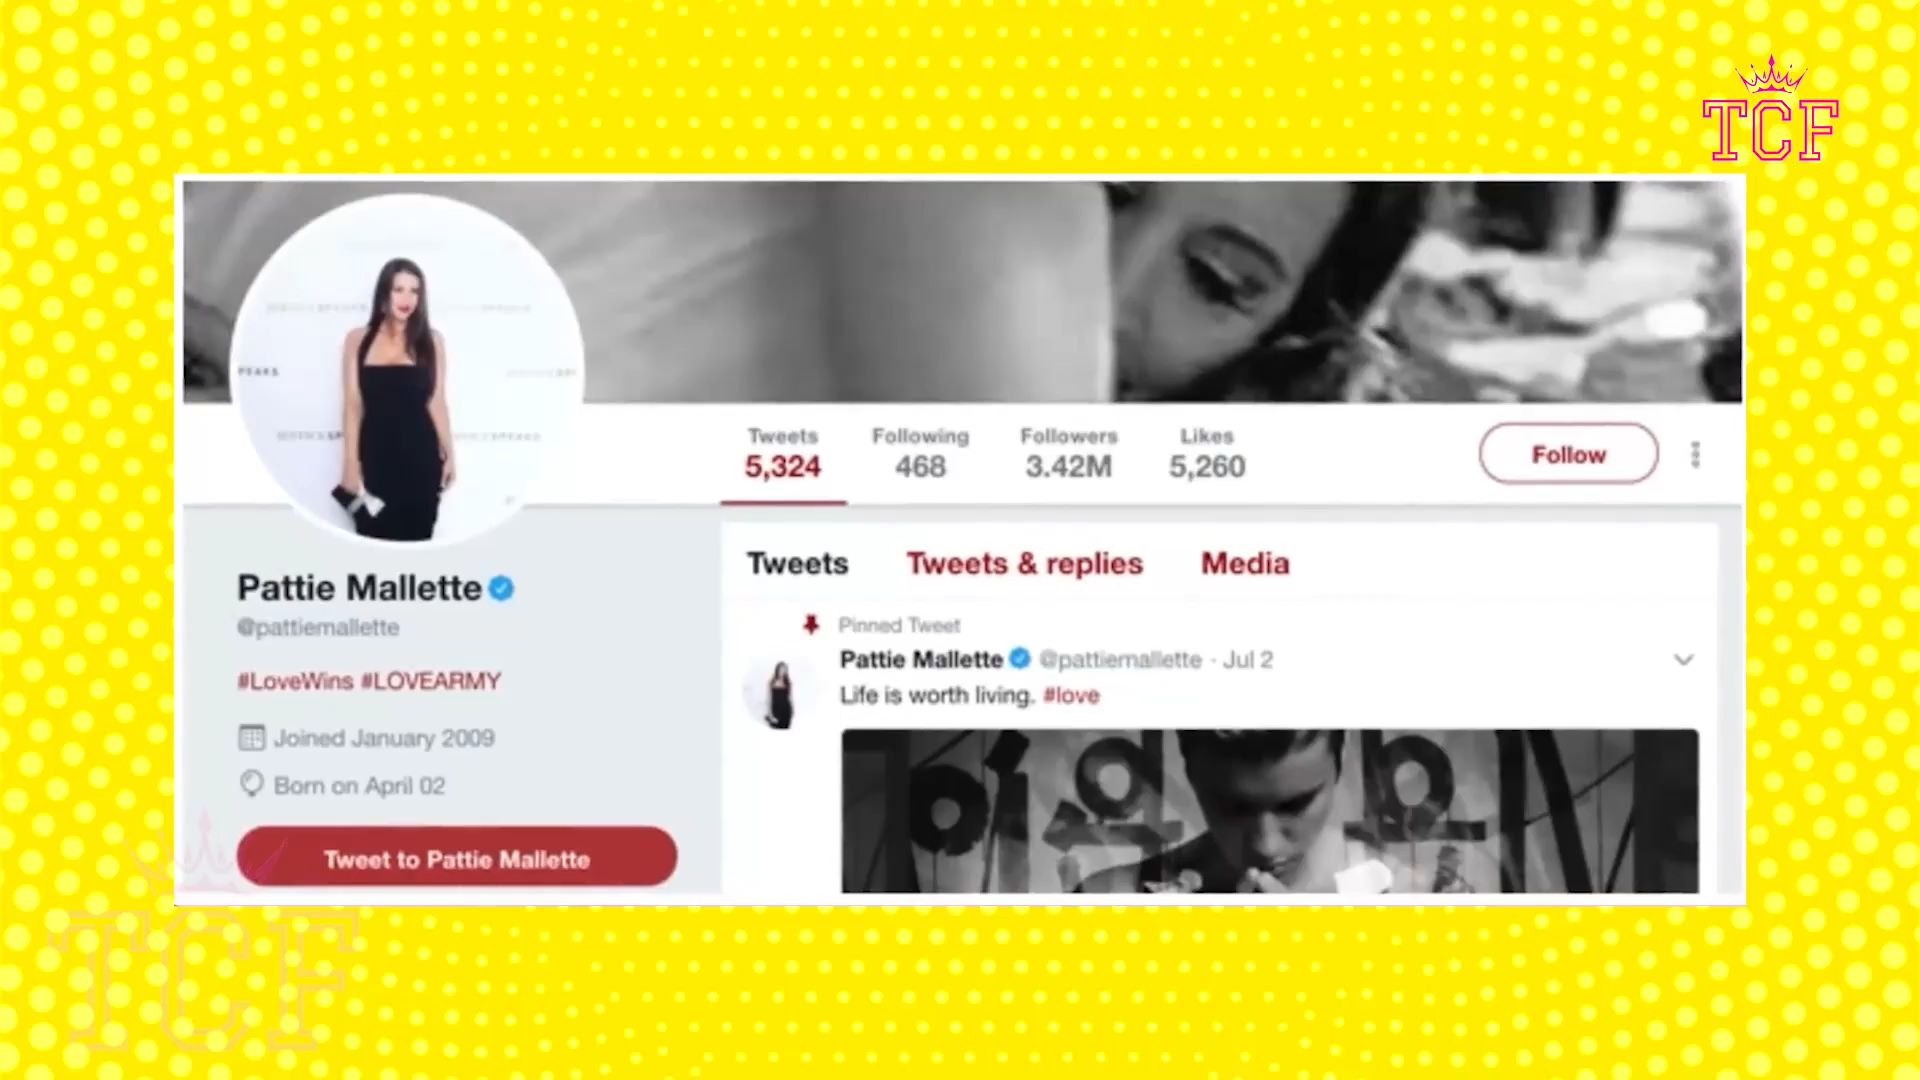 TCF
PEAKS
Tweets
5,324
Following
468
Followers
3.42M
Likes
5,260
Follow
Pattie Mallette
@pattiemallette
#LoveWins #LOVEARMY
Joined January 2009
Born on April 02
Tweet to Pattie Mallette
Tweets
Tweets & replies
Media
Pinned Tweet
Pattie Mallette @pattiemallette · Jul 2
Life is worth living. #love
TCF